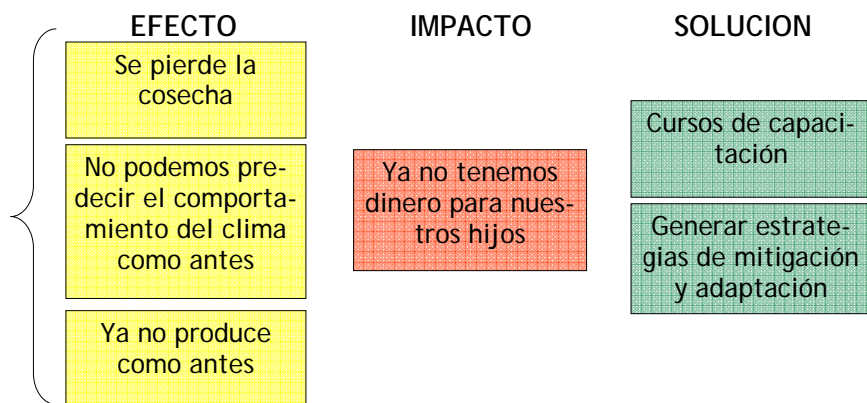 EFECTO
IMPACTO
SOLUCION
Se pierde la
cosecha
No podemos pre-
decir el comporta-
miento del clima
como antes
Ya no produce
como antes
Ya no tenemos
dinero para nues-
tros hijos
Cursos de capaci-
tación
Generar estrate-
gias de mitigación
y adaptación